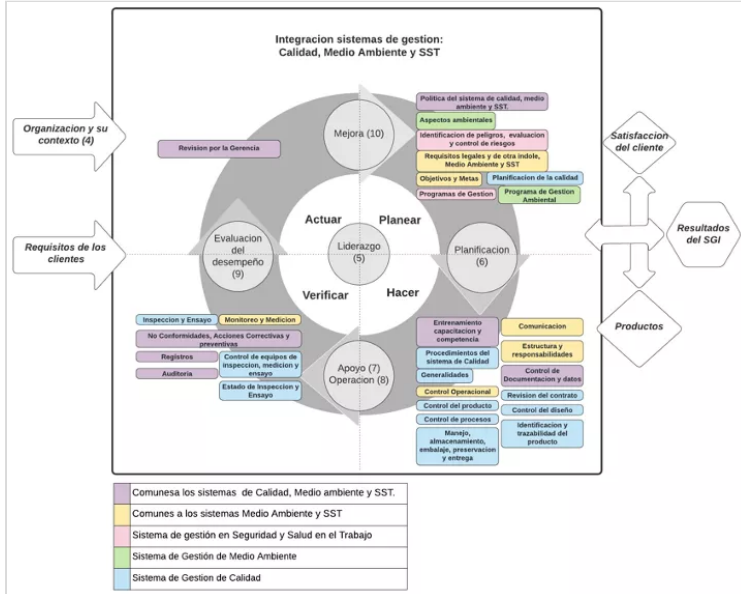 Integracion sistemas de gestion:
Calidad, Medio Ambiente y SST
Organizacion y su
contexto (4)
Requisitos de los
clientes
Mejora (10)
Revision por la Gerencia
Politica del sistema de calidad, medio
ambiente y SST.
Aspectos ambientales
Identificacion de peligros, evaluacion
y control de riesgos
Requisitos legales y de otra indole,
Medio Ambiente y SST
Objetivos y Metas
Planificacion de la calidad
Programas de Gestion
Programa de Gestion
Ambiental
Actuar
Planear
Liderazgo
(5)
Verificar
Hacer
Evaluacion
del
desempeño
(9)
Planificacion
(6)
Apoyo (7)
Operacion (8)
Satisfaccion
del cliente
Resultados
del SGI
Productos
Inspeccion y Ensayo
Monitoreo y Medicion
No Conformidades, Acciones Correctivas y
preventivas
Registros
Auditoria
Control de equipos de
inspeccion, medicion y
ensayo
Estado de Inspeccion y
Ensayo
Entrenamiento
capacitacion y
competencia
Procedimientos del
sistema de Calidad
Generalidades
Control Operacional
Control del producto
Control de procesos
Manejo,
almacenamiento,
embalaje, preservacion
y entrega
Comunicacion
Estructura y
responsabilidades
Control de
Documentacion y datos
Revision del contrato
Control del diseño
Identificacion y
trazabilidad del
producto
Comunesa los sistemas de Calidad, Medio ambiente y SST.
Comunes a los sistemas Medio Ambiente y SST
Sistema de gestión en Seguridad y Salud en el Trabajo
Sistema de Gestión de Medio Ambiente
Sistema de Gestion de Calidad